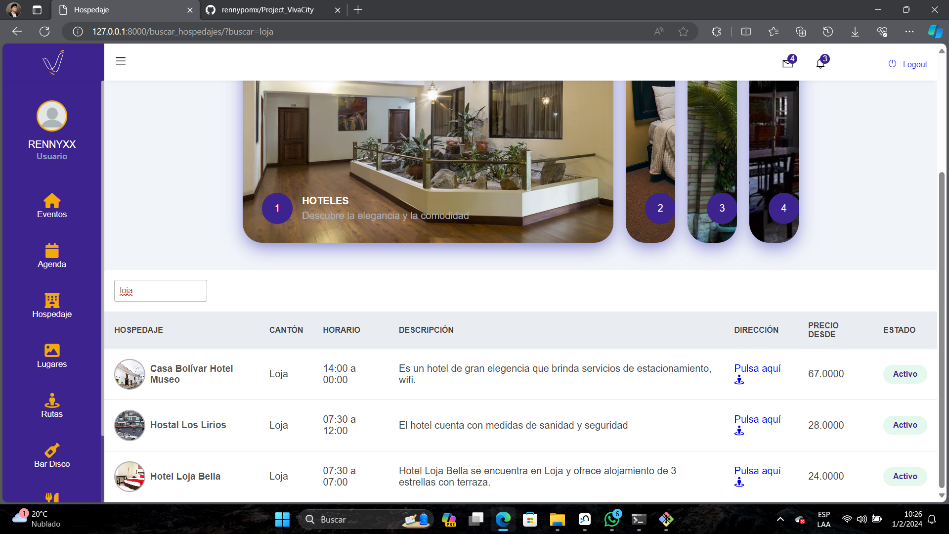 Hospedaje
rennypomx/Project_VivaCity
127.0.0.1:8000/buscar_hospedajes/?buscar=loja
4
3
Logout
RENNYXX
Usuario
Eventos
Agenda
Hospedaje
Lugares
Rutas
Bar Disco
1
HOTELES
Descubre la elegancia y la comodidad
2
3
4
loja
HOSPEDAJE CANTÓN HORARIO DESCRIPCIÓN DIRECCIÓN PRECIO DESDE ESTADO
Casa Bolívar Hotel Museo Loja 14:00 a 00:00 Es un hotel de gran elegancia que brinda servicios de estacionamiento, wifi. Pulsa aquí 67.0000 Activo
Hostal Los Lirios Loja 07:30 a 12:00 El hotel cuenta con medidas de sanidad y seguridad Pulsa aquí 28.0000 Activo
Hotel Loja Bella Loja 07:30 a 07:00 Hotel Loja Bella se encuentra en Loja y ofrece alojamiento de 3 estrellas con terraza. Pulsa aquí 24.0000 Activo
1
20°C
Nublado
Buscar
6
ESP
LAA
10:26
1/2/2024